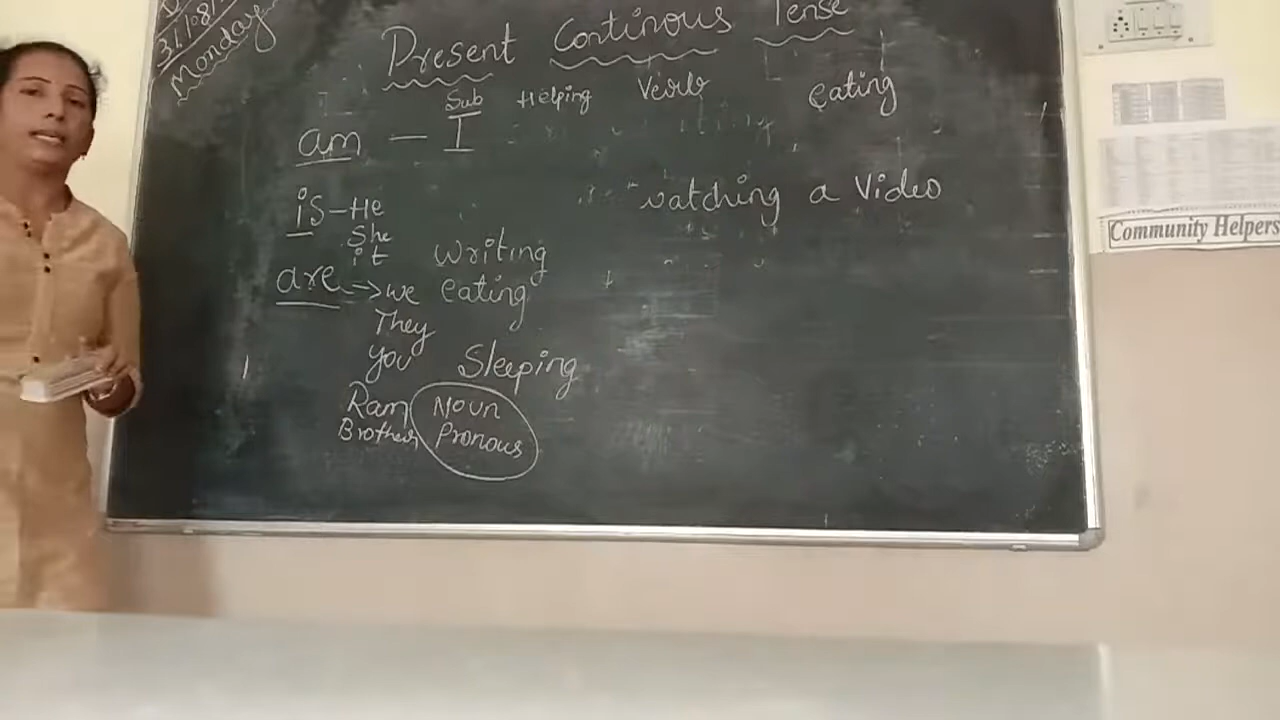 31/08/
Monday
Present Continous Tense
Sub Helping Verb eating
am — I
is - He watching a Video
She
it writing
are → we eating
They
You Sleeping
Ram Noun
Brothers Pronous
Community Helpers